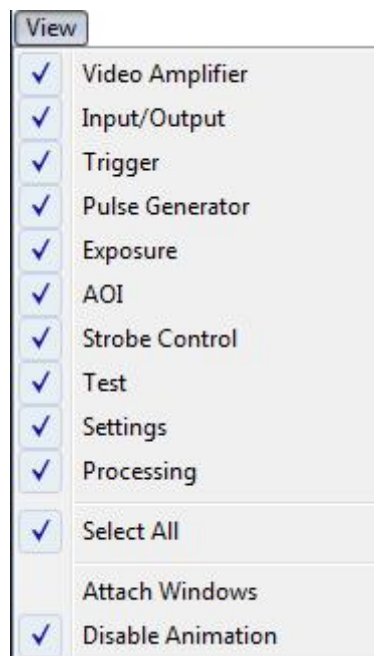 View
Video Amplifier
Input/Output
Trigger
Pulse Generator
Exposure
AOI
Strobe Control
Test
Settings
Processing
Select All
Attach Windows
Disable Animation